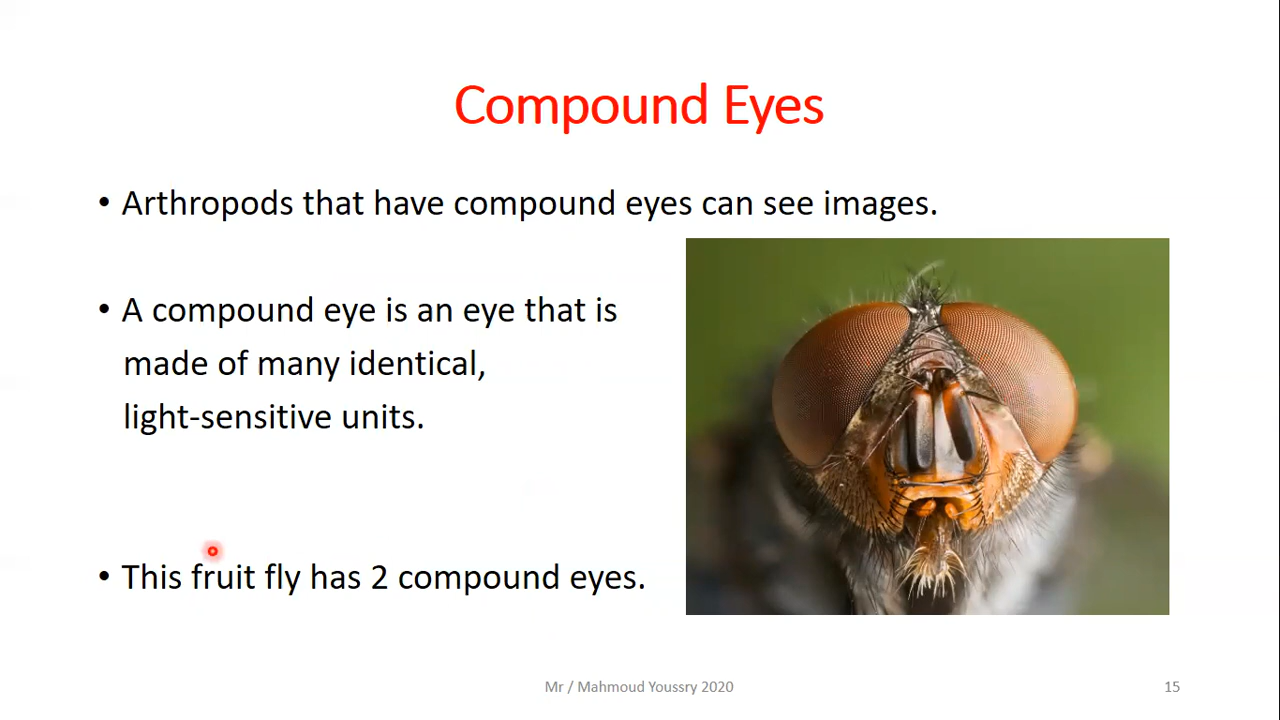 Compound Eyes
• Arthropods that have compound eyes can see images.
• A compound eye is an eye that is
made of many identical,
light-sensitive units.
• This fruit fly has 2 compound eyes.
Mr / Mahmoud Youssry 2020
15